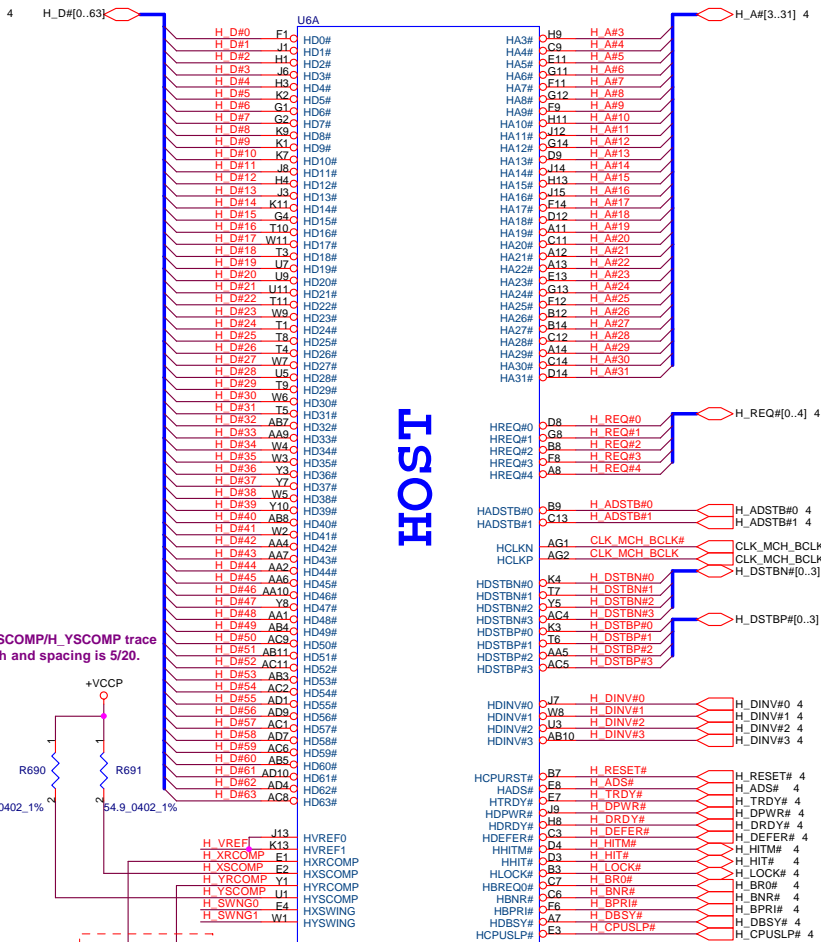 4 H_D#[0..63]
U6A
H_D#0 F1 HD0#
H_D#1 J1 HD1#
H_D#2 H1 HD2#
H_D#3 J6 HD3#
H_D#4 H3 HD4#
H_D#5 K2 HD5#
H_D#6 G1 HD6#
H_D#7 G2 HD7#
H_D#8 K9 HD8#
H_D#9 K1 HD9#
H_D#10 K7 HD10#
H_D#11 J8 HD11#
H_D#12 H4 HD12#
H_D#13 J3 HD13#
H_D#14 K11 HD14#
H_D#15 G4 HD15#
H_D#16 T10 HD16#
H_D#17 W11 HD17#
H_D#18 T3 HD18#
H_D#19 U7 HD19#
H_D#20 U9 HD20#
H_D#21 U11 HD21#
H_D#22 T11 HD22#
H_D#23 W9 HD23#
H_D#24 T1 HD24#
H_D#25 T8 HD25#
H_D#26 T4 HD26#
H_D#27 W7 HD27#
H_D#28 U5 HD28#
H_D#29 T9 HD29#
H_D#30 W6 HD30#
H_D#31 T5 HD31#
H_D#32 AB7 HD32#
H_D#33 AA9 HD33#
H_D#34 W4 HD34#
H_D#35 W3 HD35#
H_D#36 Y3 HD36#
H_D#37 Y7 HD37#
H_D#38 W5 HD38#
H_D#39 Y10 HD39#
H_D#40 AB8 HD40#
H_D#41 W2 HD41#
H_D#42 AA4 HD42#
H_D#43 AA7 HD43#
H_D#44 AA2 HD44#
H_D#45 AA6 HD45#
H_D#46 AA10 HD46#
H_D#47 Y8 HD47#
H_D#48 AA1 HD48#
H_D#49 AB4 HD49#
H_D#50 AC9 HD50#
H_D#51 AB11 HD51#
H_D#52 AC11 HD52#
H_D#53 AB3 HD53#
H_D#54 AC2 HD54#
H_D#55 AD1 HD55#
H_D#56 AD9 HD56#
H_D#57 AC1 HD57#
H_D#58 AD7 HD58#
H_D#59 AC6 HD59#
H_D#60 AB5 HD60#
H_D#61 AD10 HD61#
H_D#62 AD4 HD62#
H_D#63 AC8 HD63#
J13 HVREF0
H_VREF K13 HVREF1
H_XRCOMP E1 HXRCOMP
H_XSCOMP E2 HXSCOMP
H_YRCOMP Y1 HYRCOMP
H_YSCOMP U1 HYSCOMP
H_SWNG0 E4 HXSWING
H_SWNG1 W1 HYSWING
SCOMP/H_YSCOMP trace
h and spacing is 5/20.
+VCCP
1 1
R690 R691
2 2
0402_1% 54.9_0402_1%
HOST
H_A#[3..31] 4
HA3# H9 H_A#3
HA4# C9 H_A#4
HA5# E11 H_A#5
HA6# G11 H_A#6
HA7# F11 H_A#7
HA8# G12 H_A#8
HA9# F9 H_A#9
HA10# H11 H_A#10
HA11# J12 H_A#11
HA12# G14 H_A#12
HA13# D9 H_A#13
HA14# J14 H_A#14
HA15# H13 H_A#15
HA16# J15 H_A#16
HA17# F14 H_A#17
HA18# D12 H_A#18
HA19# A11 H_A#19
HA20# C11 H_A#20
HA21# A12 H_A#21
HA22# A13 H_A#22
HA23# E13 H_A#23
HA24# G13 H_A#24
HA25# F12 H_A#25
HA26# B12 H_A#26
HA27# B14 H_A#27
HA28# C12 H_A#28
HA29# A14 H_A#29
HA30# C14 H_A#30
HA31# D14 H_A#31
H_REQ#[0..4] 4
HREQ#0 D8 H_REQ#0
HREQ#1 G8 H_REQ#1
HREQ#2 B8 H_REQ#2
HREQ#3 F8 H_REQ#3
HREQ#4 A8 H_REQ#4
HADSTB#0 B9 H_ADSTB#0 H_ADSTB#0 4
HADSTB#1 C13 H_ADSTB#1 H_ADSTB#1 4
HCLKN AG1 CLK_MCH_BCLK# CLK_MCH_BCLK
HCLKP AG2 CLK_MCH_BCLK CLK_MCH_BCLK
H_DSTBN#[0..3]
HDSTBN#0 K4 H_DSTBN#0
HDSTBN#1 T7 H_DSTBN#1
HDSTBN#2 Y5 H_DSTBN#2
HDSTBN#3 AC4 H_DSTBN#3
H_DSTBP#[0..3]
HDSTBP#0 K3 H_DSTBP#0
HDSTBP#1 T6 H_DSTBP#1
HDSTBP#2 AA5 H_DSTBP#2
HDSTBP#3 AC5 H_DSTBP#3
HDINV#0 J7 H_DINV#0 H_DINV#0 4
HDINV#1 W8 H_DINV#1 H_DINV#1 4
HDINV#2 U3 H_DINV#2 H_DINV#2 4
HDINV#3 AB10 H_DINV#3 H_DINV#3 4
HCPURST# B7 H_RESET# H_RESET# 4
HADS# E8 H_ADS# H_ADS# 4
HTRDY# E7 H_TRDY# H_TRDY# 4
HDPWR# J9 H_DPWR# H_DPWR# 4
HDRDY# H8 H_DRDY# H_DRDY# 4
HDEFER# C3 H_DEFER# H_DEFER# 4
HHITM# D4 H_HITM# H_HITM# 4
HHIT# D3 H_HIT# H_HIT# 4
HLOCK# B3 H_LOCK# H_LOCK# 4
HBREQ0# C7 H_BR0# H_BR0# 4
HBNR# C6 H_BNR# H_BNR# 4
HBPRI# F6 H_BPRI# H_BPRI# 4
HDBSY# A7 H_DBSY# H_DBSY# 4
HCPUSLP# E3 H_CPUSLP# H_CPUSLP# 4